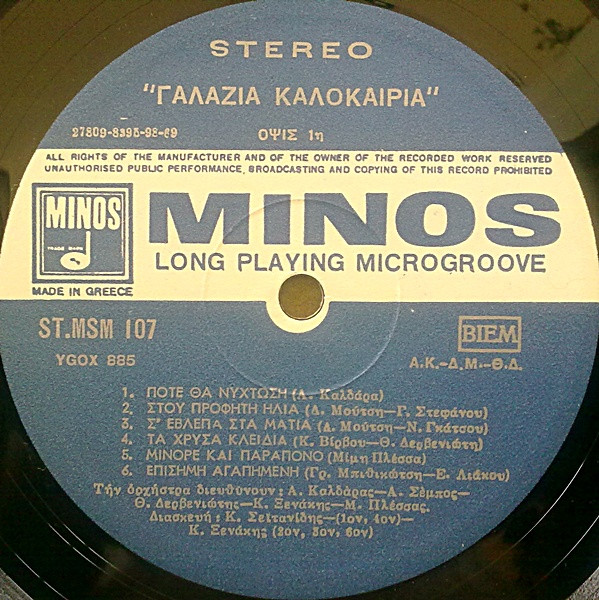 STEREO
"ΓΑΛΑΖΙΑ ΚΑΛΟΚΑΙΡΙΑ"
27809-8395-98-69 ΟΨΙΣ 1η
ALL RIGHTS OF THE MANUFACTURER AND OF THE OWNER OF THE RECORDED WORK RESERVED
UNAUTHORISED PUBLIC PERFORMANCE, BROADCASTING AND COPYING OF THIS RECORD PROHIBITED
MINOS
TRADE MARK
MINOS
LONG PLAYING MICROGROOVE
MADE IN GREECE
ST.MSM 107
BIEM
YGOX 885
Α.Κ.-Δ.Μ.-Θ.Δ.
1. ΠΟΤΕ ΘΑ ΝΥΧΤΩΣΗ (Α. Καλδάρα)
2. ΣΤΟΥ ΠΡΟΦΗΤΗ ΗΛΙΑ (Δ. Μούτση-Γ. Στεφάνου)
3. Σ' ΕΒΛΕΠΑ ΣΤΑ ΜΑΤΙΑ (Δ. Μούτση-Ν. Γκάτσου)
4. ΤΑ ΧΡΥΣΑ ΚΛΕΙΔΙΑ (Κ. Βίρβου-Θ. Δερβενιώτη)
5. ΜΙΝΟΡΕ ΚΑΙ ΠΑΡΑΠΟΝΟ (Μίμη Πλέσσα)
6. ΕΠΙΣΗΜΗ ΑΓΑΠΗΜΕΝΗ (Γρ. Μπιθικώτση-Ε. Λιάκου)
Τήν ὀρχήστρα διευθύνουν: Α. Καλδάρας-Λ. Σέμπος-
Θ. Δερβενιώτης-Κ. Ξενάκης-Μ. Πλέσσας.
Διασκευή: Κ. Σεϊτανίδης-(1ον, 4ον)-
Κ. Ξενάκης (2ον, 3ον, 6ον)